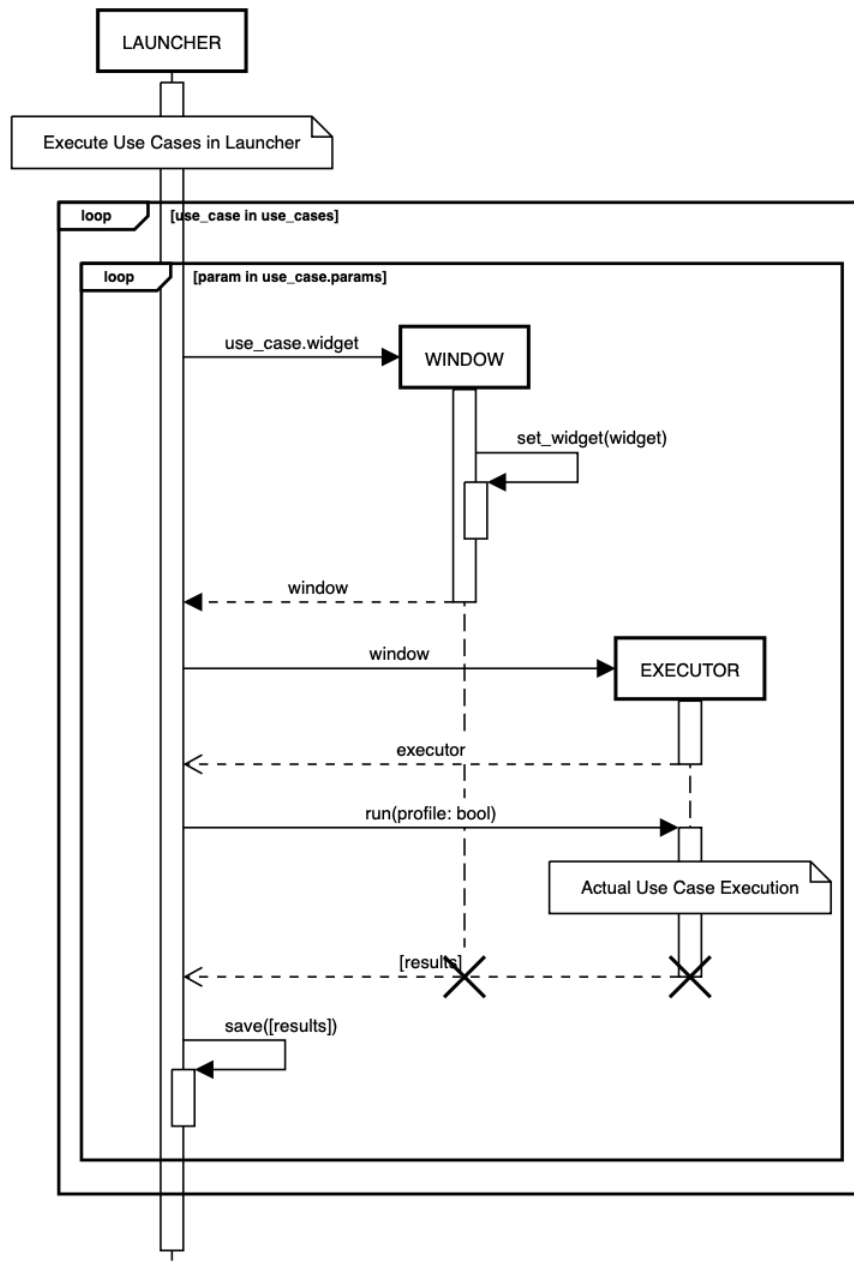 LAUNCHER
Execute Use Cases in Launcher
loop [use_case in use_cases]
loop [param in use_case.params]
use_case.widget
WINDOW
set_widget(widget)
window
window
EXECUTOR
executor
run(profile: bool)
Actual Use Case Execution
[results]
save([results])